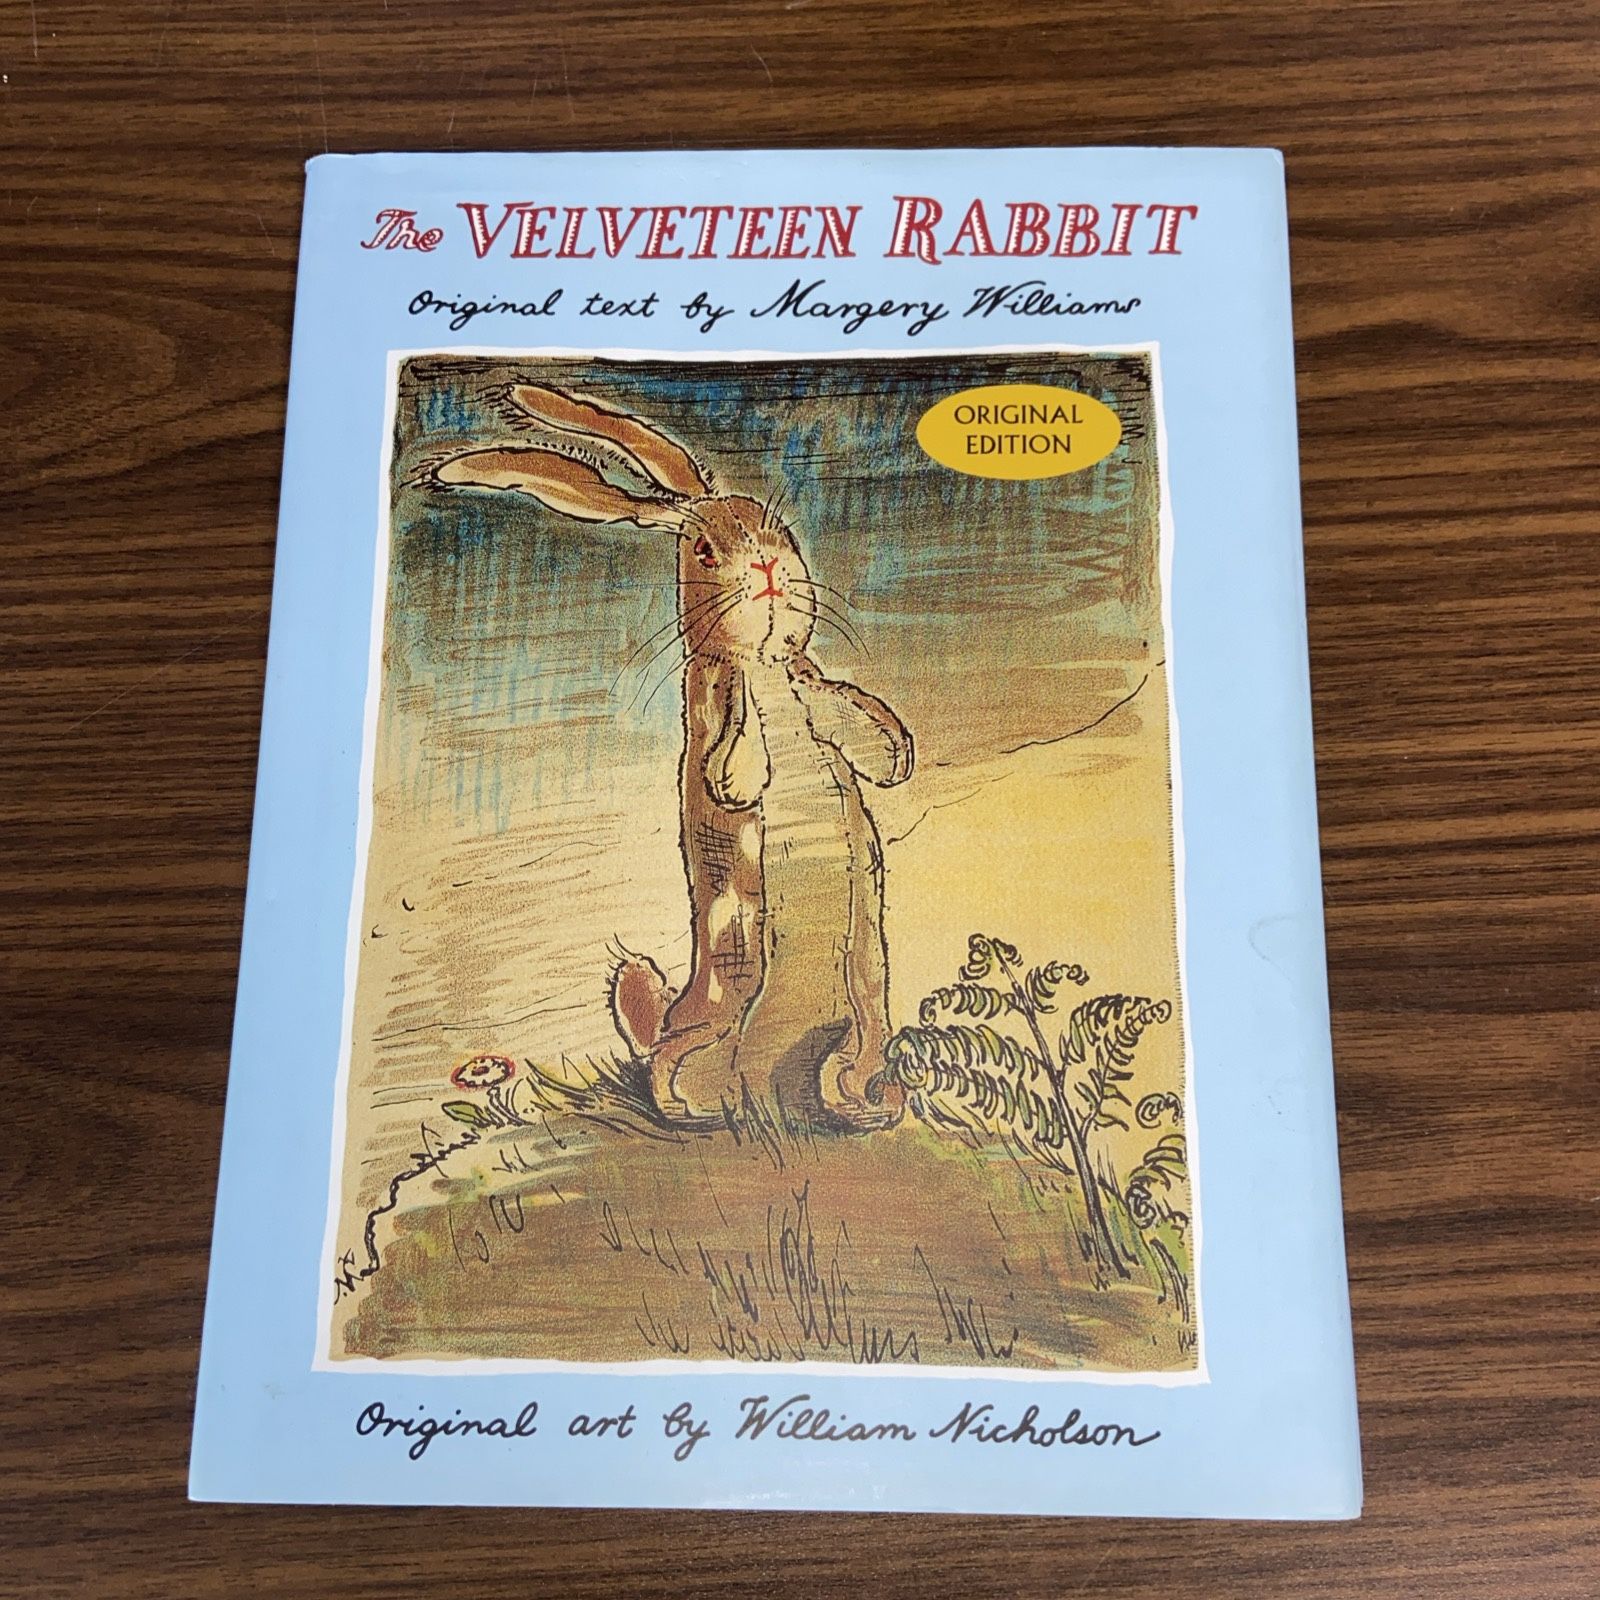 The VELVETEEN RABBIT
Original text by Margery Williams
ORIGINAL
EDITION
Original art by William Nicholson